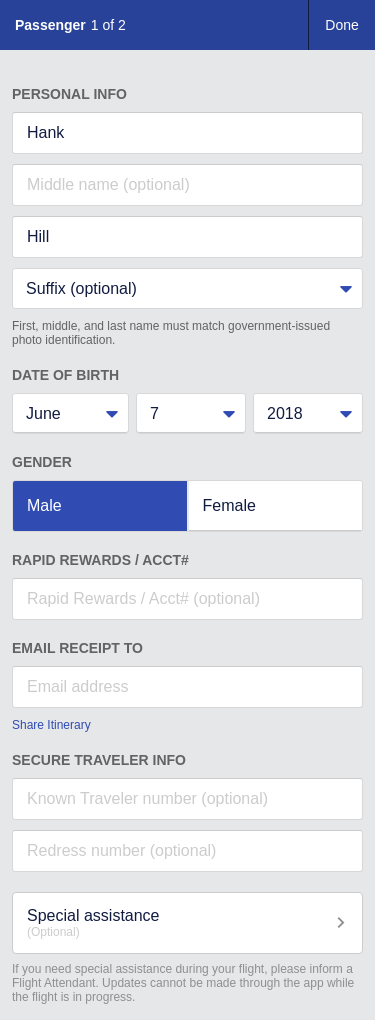 Passenger 1 of 2 Done
PERSONAL INFO
Hank
Middle name (optional)
Hill
Suffix (optional)
First, middle, and last name must match government-issued
photo identification.
DATE OF BIRTH
June 7 2018
GENDER
Male Female
RAPID REWARDS / ACCT#
Rapid Rewards / Acct# (optional)
EMAIL RECEIPT TO
Email address
Share Itinerary
SECURE TRAVELER INFO
Known Traveler number (optional)
Redress number (optional)
Special assistance
(Optional)
If you need special assistance during your flight, please inform a
Flight Attendant. Updates cannot be made through the app while
the flight is in progress.